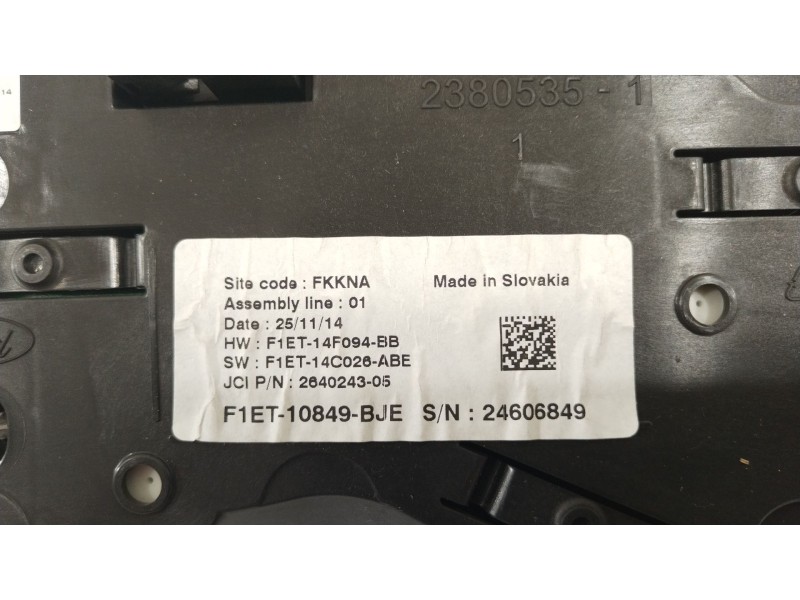 2380535-1
1
14
Site code : FKKNA
Made in Slovakia
Assembly line : 01
Date : 25/11/14
HW : F1ET-14F094-BB
SW : F1ET-14C026-ABE
JCI P/N : 2640243-05
F1ET-10849-BJE S/N : 24606849